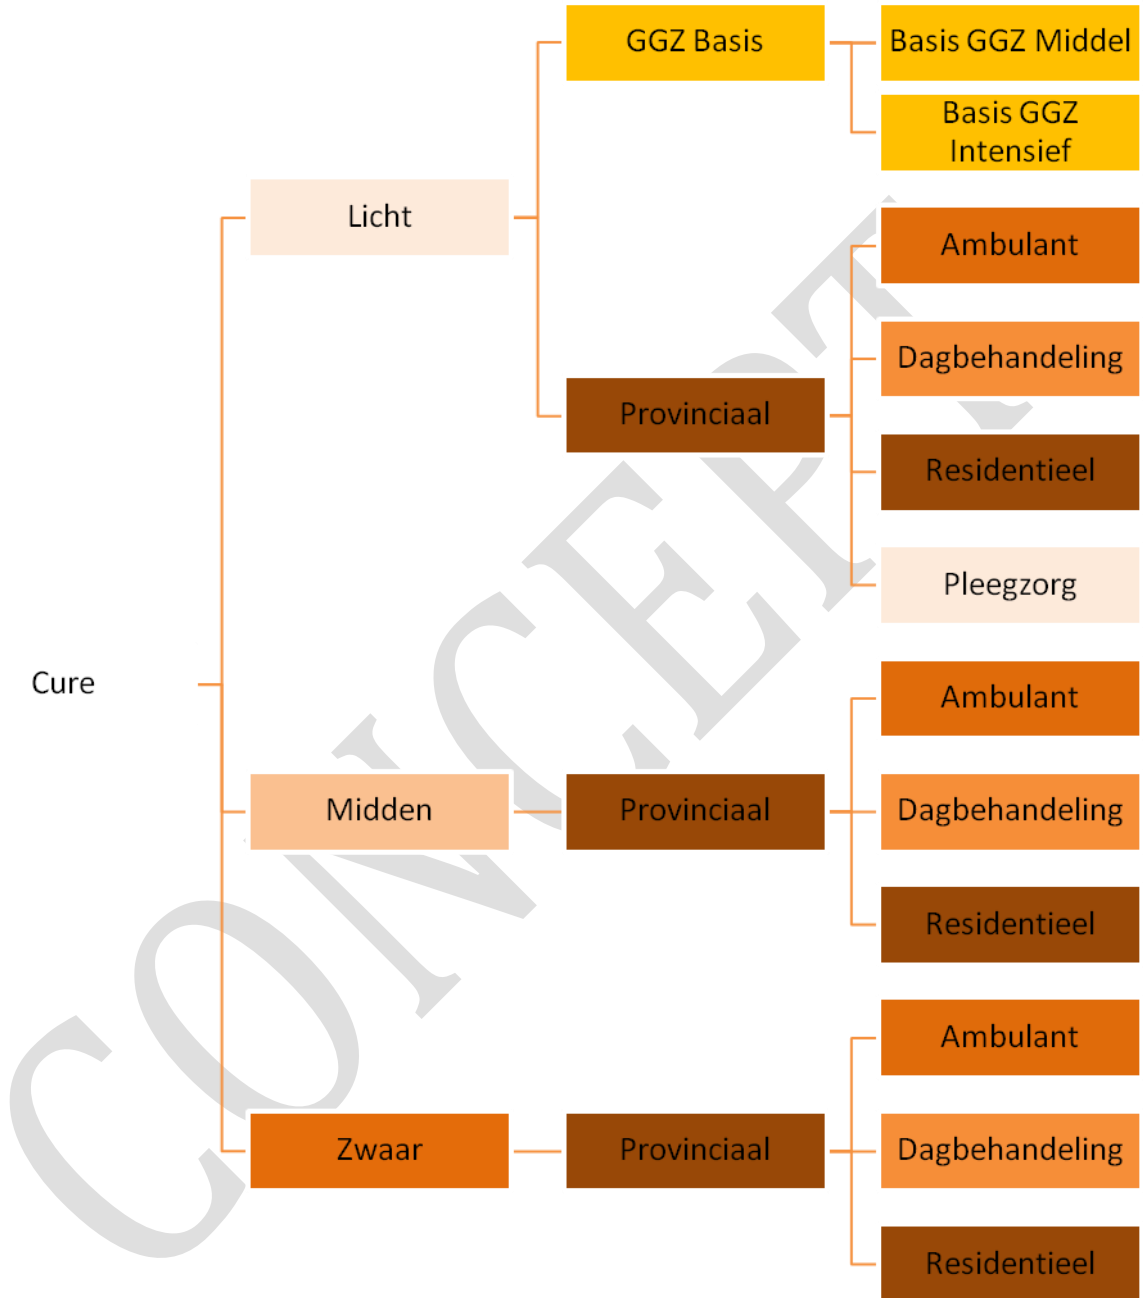 GGZ Basis
Basis GGZ Middel
Basis GGZ
Intensief
Licht
Ambulant
Dagbehandeling
Provinciaal
Residentieel
Pleegzorg
Cure
Ambulant
Midden
Provinciaal
Dagbehandeling
Residentieel
Ambulant
Zwaar
Provinciaal
Dagbehandeling
Residentieel
CONCEPT